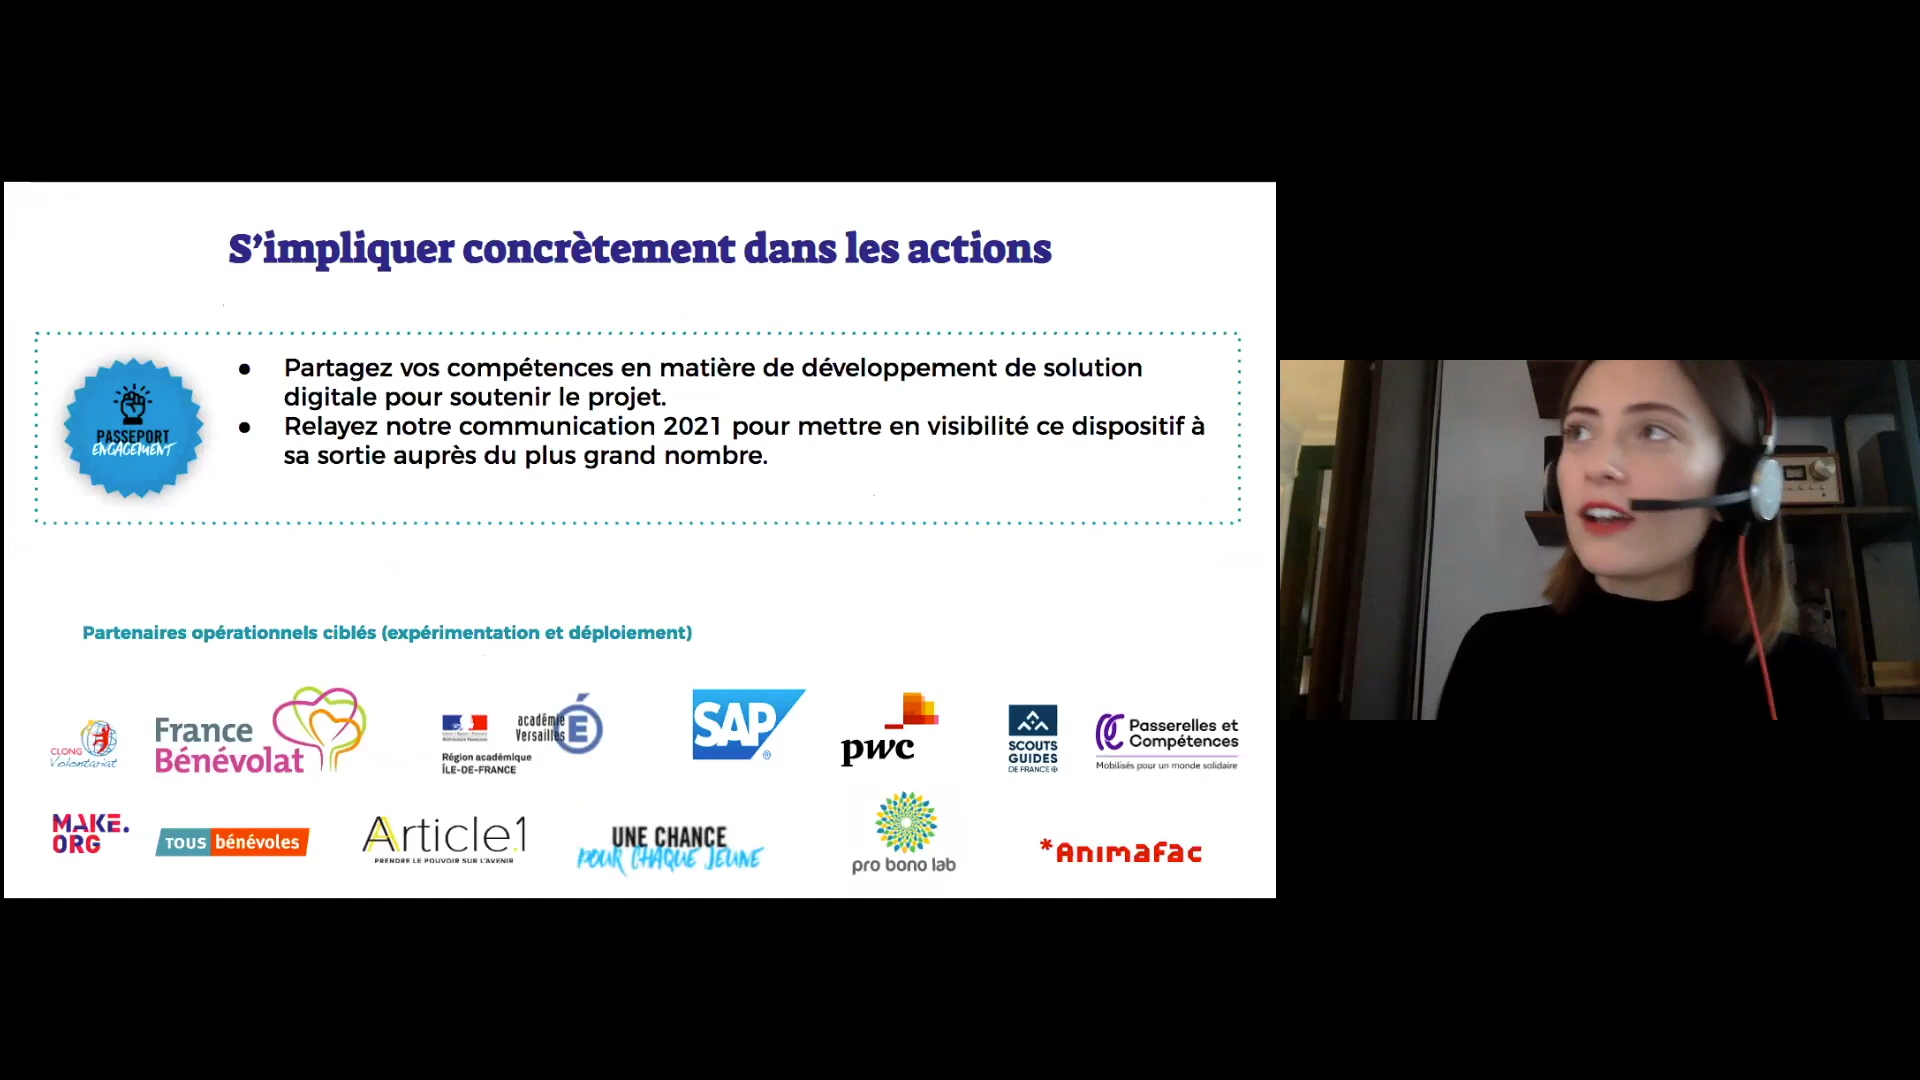 S'impliquer concrètement dans les actions
PASSEPORT
ENGAGEMENT
● Partagez vos compétences en matière de développement de solution
digitale pour soutenir le projet.
● Relayez notre communication 2021 pour mettre en visibilité ce dispositif à
sa sortie auprès du plus grand nombre.
Partenaires opérationnels ciblés (expérimentation et déploiement)
CLONG
Volontariat
France
Bénévolat
académie
Versailles
É
Région académique
ÎLE-DE-FRANCE
SAP
®
pwc
SCOUTS
GUIDES
DE FRANCE
Passerelles et
Compétences
Mobilisés pour un monde solidaire
MAKE.
ORG
TOUS bénévoles
Article.1
PRENDRE LE POUVOIR SUR L'AVENIR
UNE CHANCE
POUR CHAQUE JEUNE
pro bono lab
*Animafac